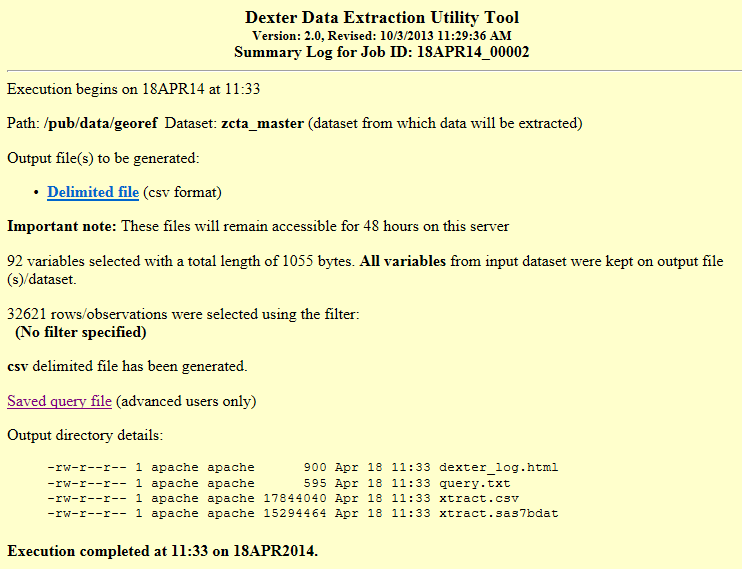 Dexter Data Extraction Utility Tool
Version: 2.0, Revised: 10/3/2013 11:29:36 AM
Summary Log for Job ID: 18APR14_00002
Execution begins on 18APR14 at 11:33
Path: /pub/data/georef  Dataset: zcta_master (dataset from which data will be extracted)
Output file(s) to be generated:
• Delimited file (csv format)
Important note: These files will remain accessible for 48 hours on this server
92 variables selected with a total length of 1055 bytes. All variables from input dataset were kept on output file
(s)/dataset.
32621 rows/observations were selected using the filter:
(No filter specified)
csv delimited file has been generated.
Saved query file (advanced users only)
Output directory details:
-rw-r--r-- 1 apache apache      900 Apr 18 11:33 dexter_log.html
-rw-r--r-- 1 apache apache      595 Apr 18 11:33 query.txt
-rw-r--r-- 1 apache apache 17844040 Apr 18 11:33 xtract.csv
-rw-r--r-- 1 apache apache 15294464 Apr 18 11:33 xtract.sas7bdat
Execution completed at 11:33 on 18APR2014.